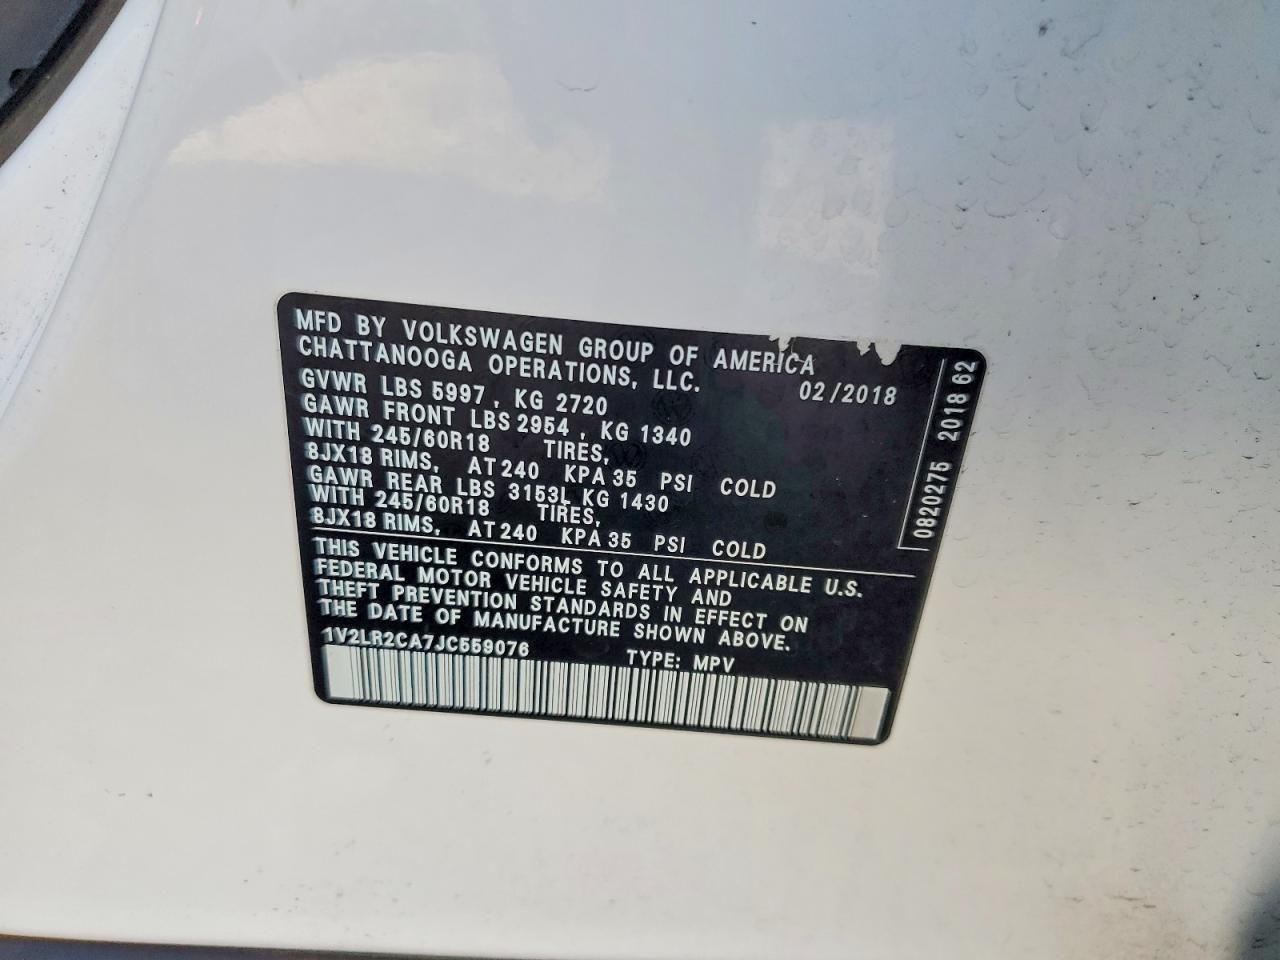 MFD BY VOLKSWAGEN GROUP OF AMERICA
CHATTANOOGA OPERATIONS, LLC. 02/2018
GVWR LBS 5997 , KG 2720
GAWR FRONT LBS 2954 , KG 1340
WITH 245/60R18 TIRES,
8JX18 RIMS, AT 240 KPA 35 PSI COLD
GAWR REAR LBS 3153L KG 1430
WITH 245/60R18 TIRES,
8JX18 RIMS, AT 240 KPA 35 PSI COLD
THIS VEHICLE CONFORMS TO ALL APPLICABLE U.S.
FEDERAL MOTOR VEHICLE SAFETY AND
THEFT PREVENTION STANDARDS IN EFFECT ON
THE DATE OF MANUFACTURE SHOWN ABOVE.
1V2LR2CA7JC559076 TYPE: MPV
0820275 2018 62